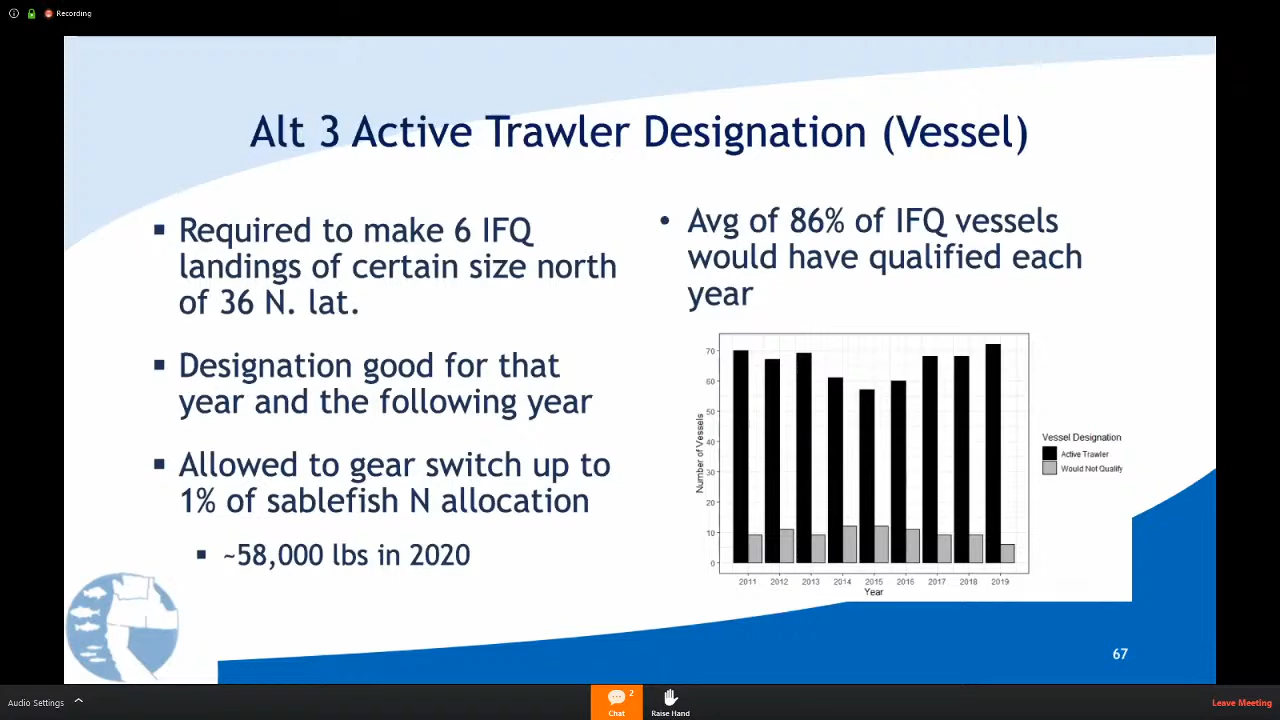 Recording
Alt 3 Active Trawler Designation (Vessel)
▪ Required to make 6 IFQ
landings of certain size north
of 36 N. lat.
▪ Designation good for that
year and the following year
▪ Allowed to gear switch up to
1% of sablefish N allocation
▪ ~58,000 lbs in 2020
• Avg of 86% of IFQ vessels
would have qualified each
year
Number of Vessels
70
60
50
40
30
20
10
0
2011 2012 2013 2014 2015 2016 2017 2018 2019
Year
Vessel Designation
Active Trawler
Would Not Qualify
67
Audio Settings
2
Chat
Raise Hand
Leave Meeting